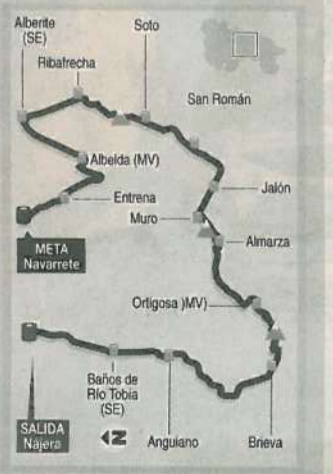 Alberite
(SE)
Soto
Ribafrecha
San Román
Albelda (MV)
Jalón
Entrena
Muro
META
Navarrete
Almarza
Ortigosa )MV)
Baños de
Río Tobía
(SE)
SALIDA
Nájera
N
Anguiano
Brieva